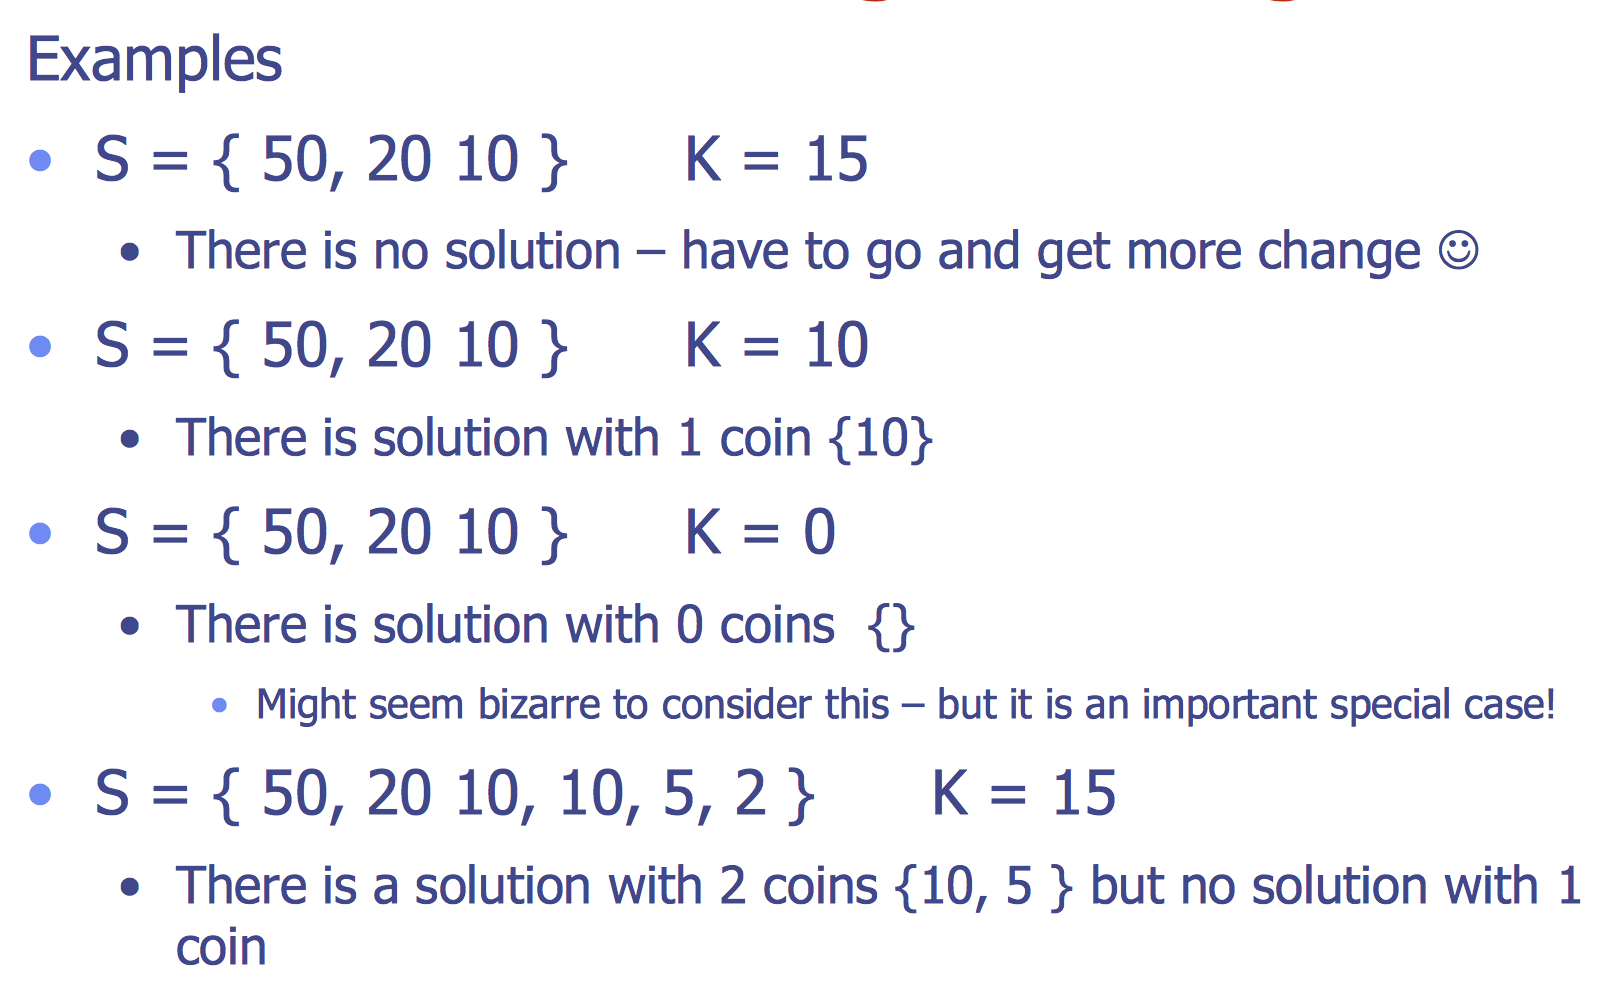 Examples
• S = { 50, 20 10 } K = 15
• There is no solution – have to go and get more change ☺
• S = { 50, 20 10 } K = 10
• There is solution with 1 coin {10}
• S = { 50, 20 10 } K = 0
• There is solution with 0 coins {}
• Might seem bizarre to consider this – but it is an important special case!
• S = { 50, 20 10, 10, 5, 2 } K = 15
• There is a solution with 2 coins {10, 5 } but no solution with 1
coin